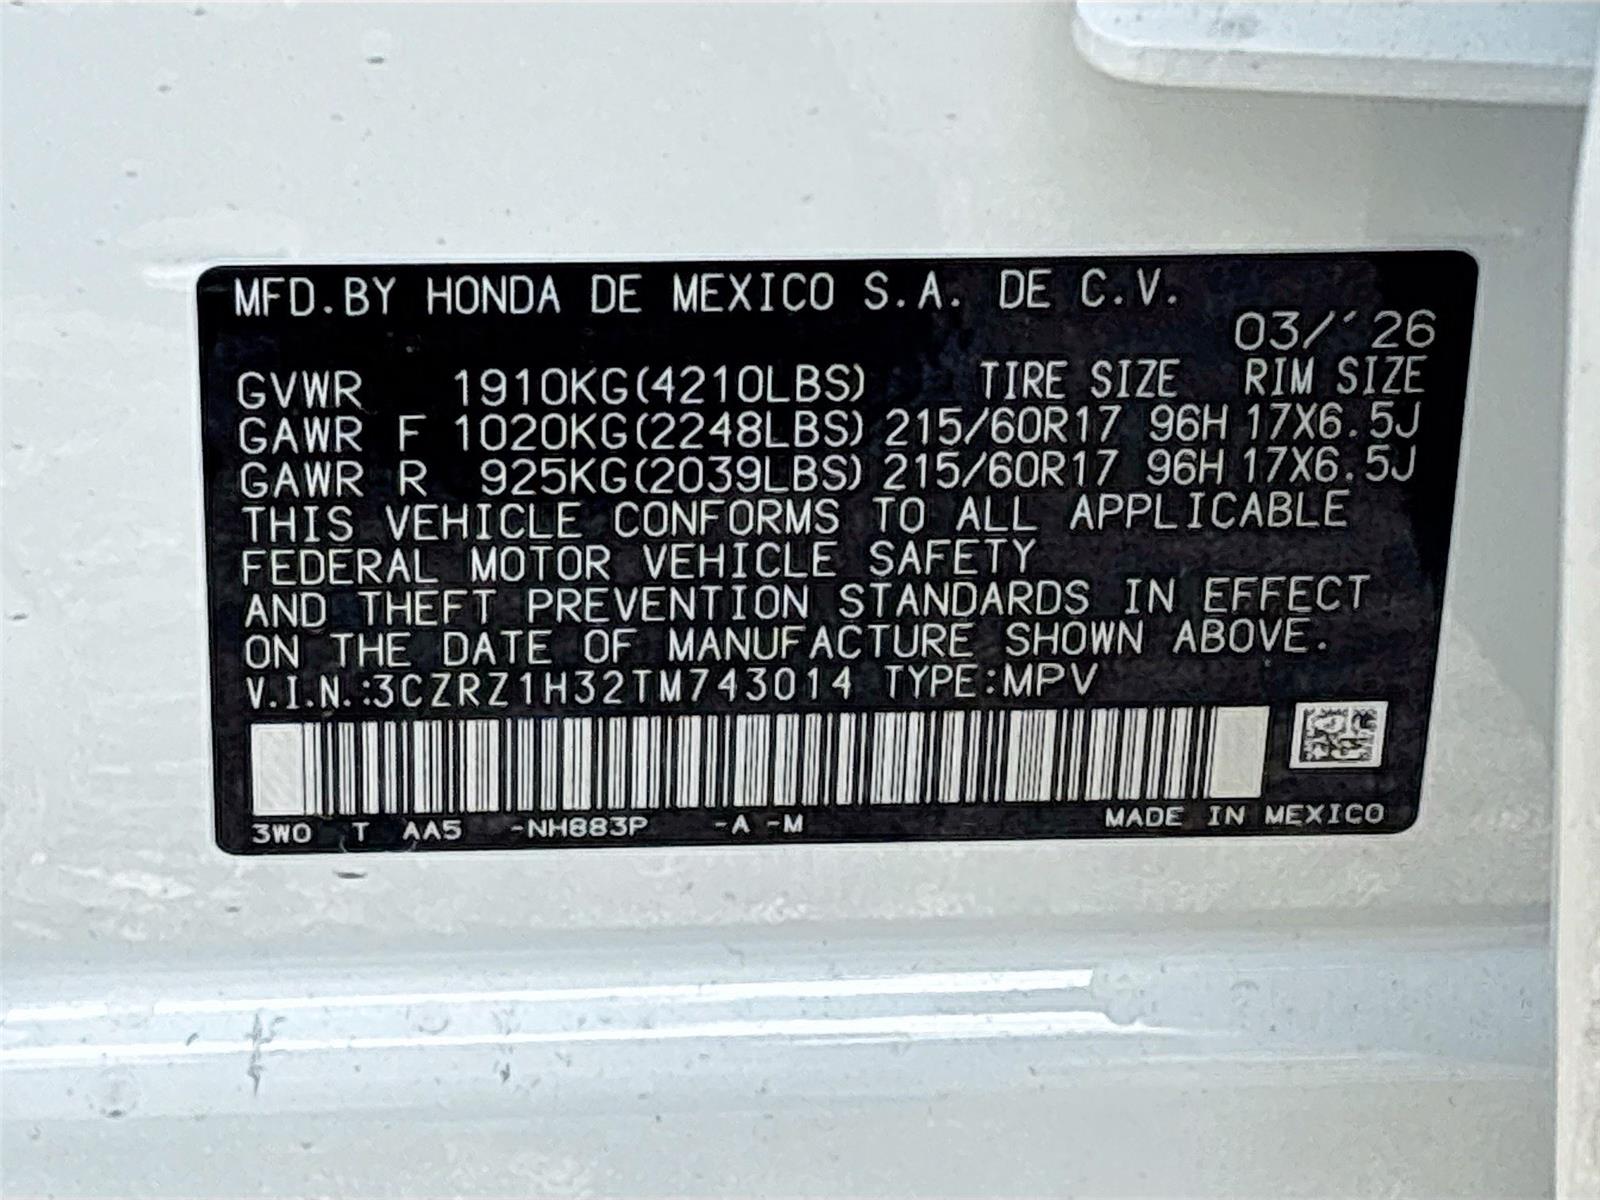 MFD.BY HONDA DE MEXICO S.A. DE C.V.
03/´26
GVWR 1910KG(4210LBS) TIRE SIZE RIM SIZE
GAWR F 1020KG(2248LBS) 215/60R17 96H 17X6.5J
GAWR R 925KG(2039LBS) 215/60R17 96H 17X6.5J
THIS VEHICLE CONFORMS TO ALL APPLICABLE
FEDERAL MOTOR VEHICLE SAFETY
AND THEFT PREVENTION STANDARDS IN EFFECT
ON THE DATE OF MANUFACTURE SHOWN ABOVE.
V.I.N.:3CZRZ1H32TM743014 TYPE:MPV
3W0 T AA5 -NH883P -A -M MADE IN MEXICO